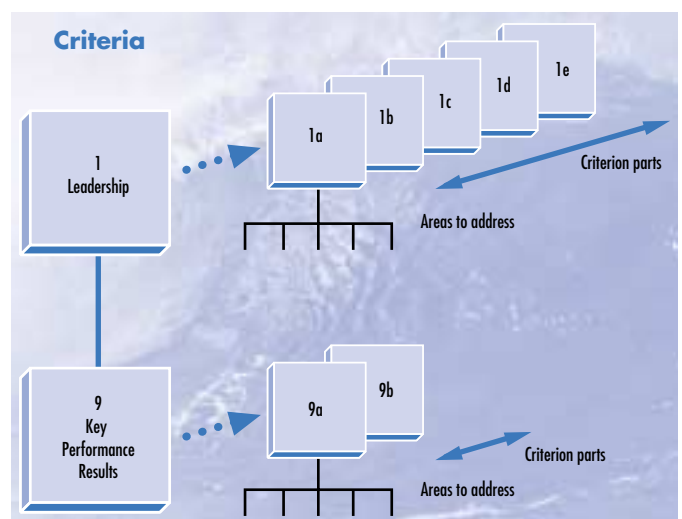 Criteria
1
Leadership
1a
1b
1c
1d
1e
Criterion parts
Areas to address
9
Key
Performance
Results
9a
9b
Criterion parts
Areas to address